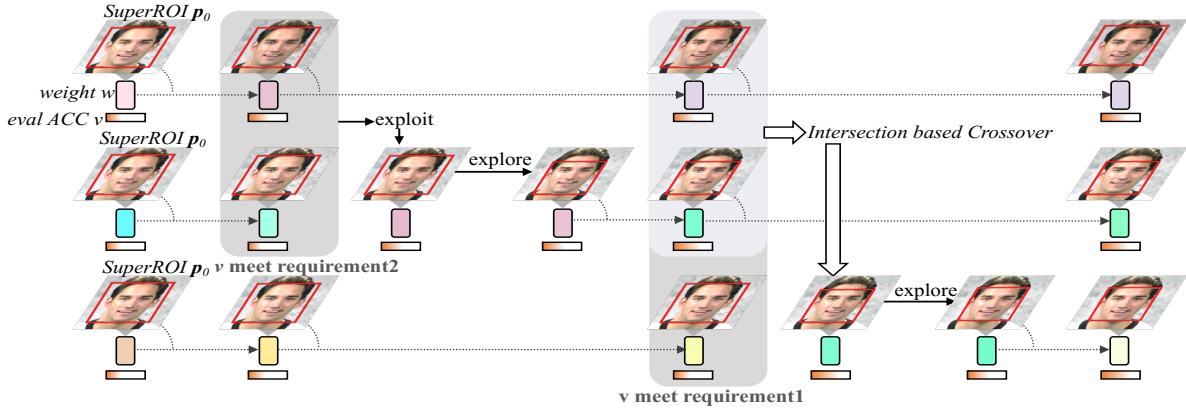 SuperROI p0
weight w
eval ACC v
exploit
Intersection based Crossover
SuperROI p0
explore
SuperROI p0
v meet requirement2
explore
v meet requirement1